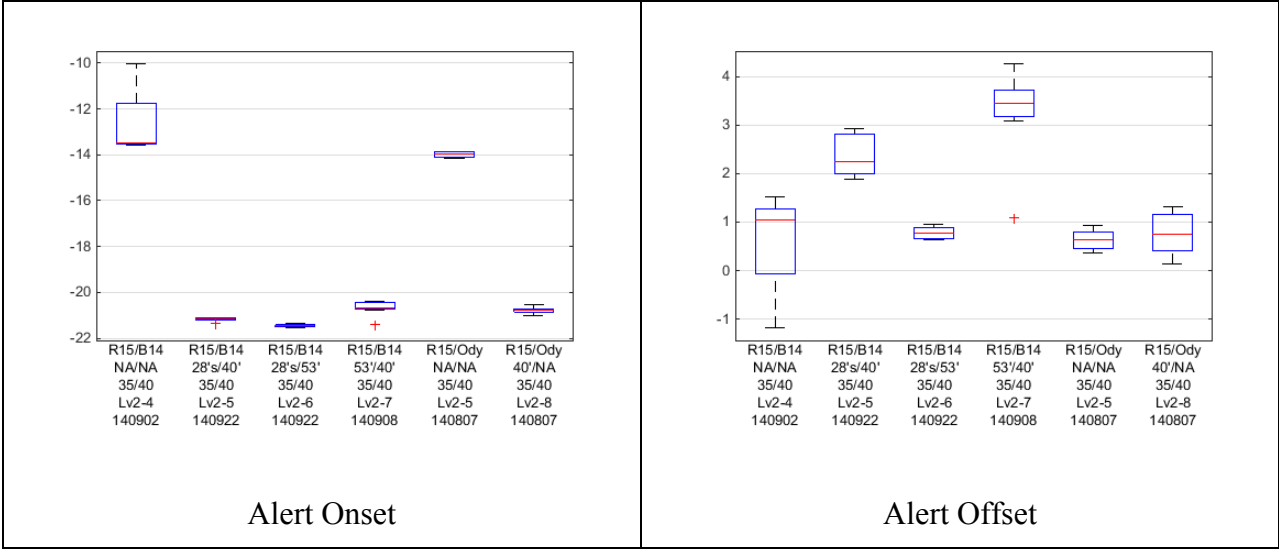 -10
-12
-14
-16
-18
-20
-22
R15/B14 R15/B14 R15/B14 R15/B14 R15/Ody R15/Ody
NA/NA 28's/40' 28's/53' 53'/40' NA/NA 40'/NA
35/40 35/40 35/40 35/40 35/40 35/40
Lv2-4 Lv2-5 Lv2-6 Lv2-7 Lv2-5 Lv2-8
140902 140922 140922 140908 140807 140807
Alert Onset
4
3
2
1
0
-1
R15/B14 R15/B14 R15/B14 R15/B14 R15/Ody R15/Ody
NA/NA 28's/40' 28's/53' 53'/40' NA/NA 40'/NA
35/40 35/40 35/40 35/40 35/40 35/40
Lv2-4 Lv2-5 Lv2-6 Lv2-7 Lv2-5 Lv2-8
140902 140922 140922 140908 140807 140807
Alert Offset